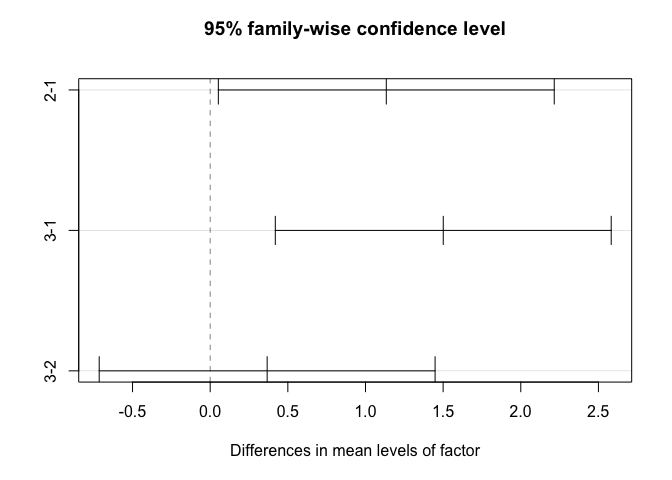 95% family-wise confidence level
2-1
3-1
3-2
-0.5 0.0 0.5 1.0 1.5 2.0 2.5
Differences in mean levels of factor